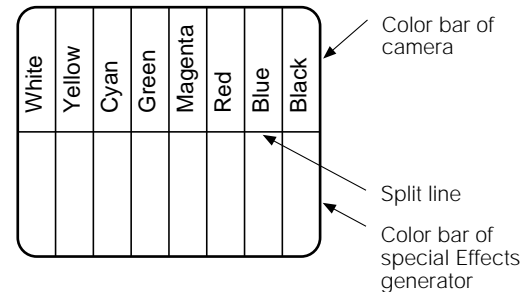 White
Yellow
Cyan
Green
Magenta
Red
Blue
Black
Color bar of
camera
Split line
Color bar of
special Effects
generator